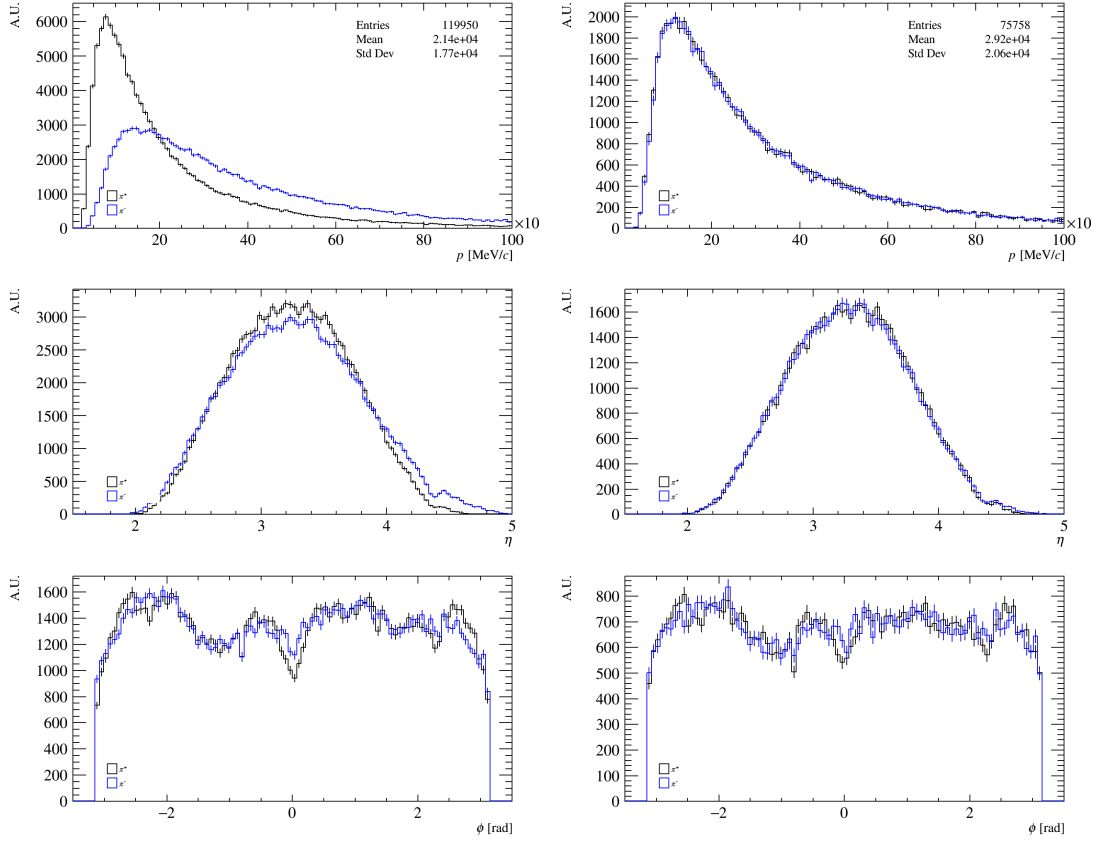 A.U.
Entries 119950
Mean 2.14e+04
Std Dev 1.77e+04
6000
5000
4000
3000
2000
1000
0
π⁺
π⁻
20 40 60 80 100
×10
p [MeV/c]
A.U.
Entries 75758
Mean 2.92e+04
Std Dev 2.06e+04
2000
1800
1600
1400
1200
1000
800
600
400
200
0
π⁺
π⁻
20 40 60 80 100
×10
p [MeV/c]
A.U.
3000
2500
2000
1500
1000
500
0
π⁺
π⁻
2 3 4 5
η
A.U.
1600
1400
1200
1000
800
600
400
200
0
π⁺
π⁻
2 3 4 5
η
A.U.
1600
1400
1200
1000
800
600
400
200
0
π⁺
π⁻
−2 0 2
ϕ [rad]
A.U.
800
700
600
500
400
300
200
100
0
π⁺
π⁻
−2 0 2
ϕ [rad]